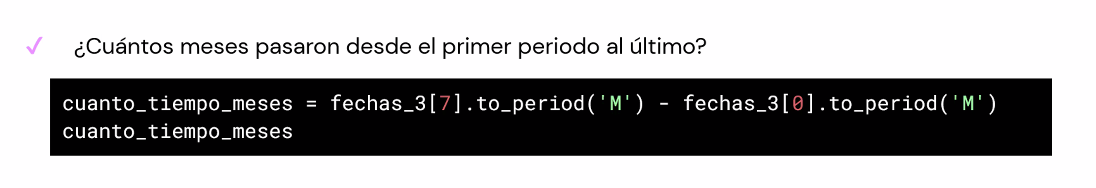 ✓ ¿Cuántos meses pasaron desde el primer periodo al último?
cuanto_tiempo_meses = fechas_3[7].to_period('M') - fechas_3[0].to_period('M')
cuanto_tiempo_meses